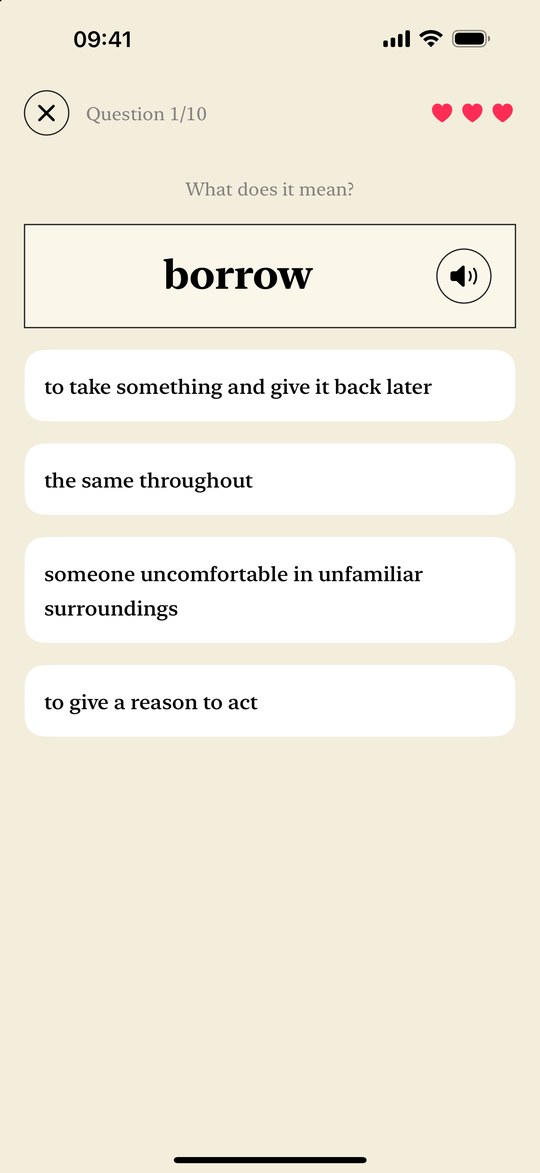 09:41
Question 1/10
What does it mean?
borrow
to take something and give it back later
the same throughout
someone uncomfortable in unfamiliar
surroundings
to give a reason to act